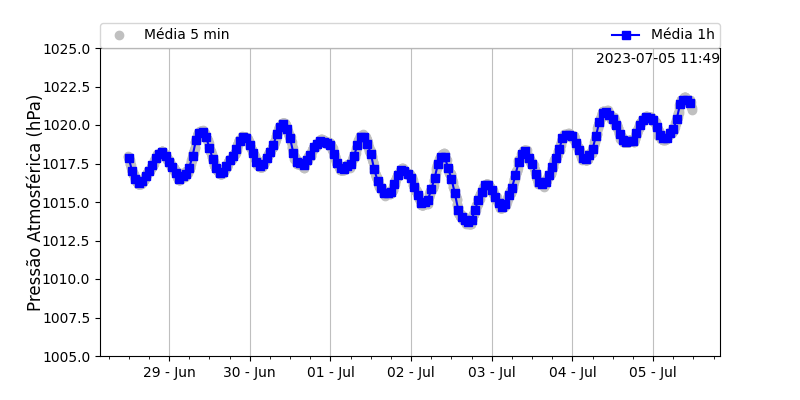 Média 5 min
Média 1h
2023-07-05 11:49
Pressão Atmosférica (hPa)
1025.0
1022.5
1020.0
1017.5
1015.0
1012.5
1010.0
1007.5
1005.0
29 - Jun
30 - Jun
01 - Jul
02 - Jul
03 - Jul
04 - Jul
05 - Jul